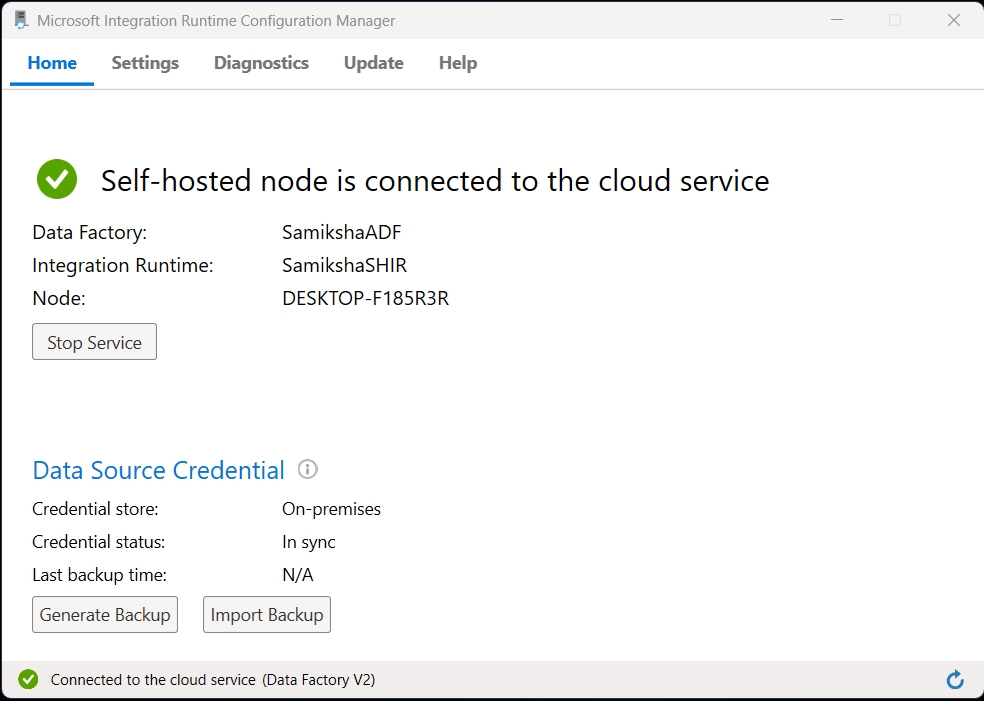 Microsoft Integration Runtime Configuration Manager
Home Settings Diagnostics Update Help
Self-hosted node is connected to the cloud service
Data Factory: SamikshaADF
Integration Runtime: SamikshaSHIR
Node: DESKTOP-F185R3R
Stop Service
Data Source Credential
Credential store: On-premises
Credential status: In sync
Last backup time: N/A
Generate Backup Import Backup
Connected to the cloud service (Data Factory V2)